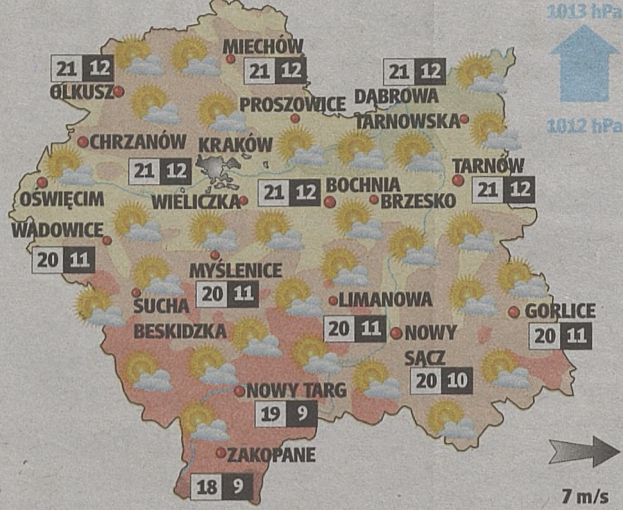 1013 hPa
MIECHÓW
21 12
21 12
21 12
OLKUSZ
PROSZOWICE
DĄBROWA
TARNOWSKA
1012 hPa
CHRZANÓW
KRAKÓW
21 12
TARNÓW
21 12
OŚWIĘCIM
WIELICZKA
21 12
BOCHNIA
BRZESKO
WADOWICE
20 11
MYŚLENICE
20 11
SUCHA
BESKIDZKA
LIMANOWA
20 11
GORLICE
20 11
NOWY
SĄCZ
20 10
NOWY TARG
19 9
ZAKOPANE
18 9
7 m/s